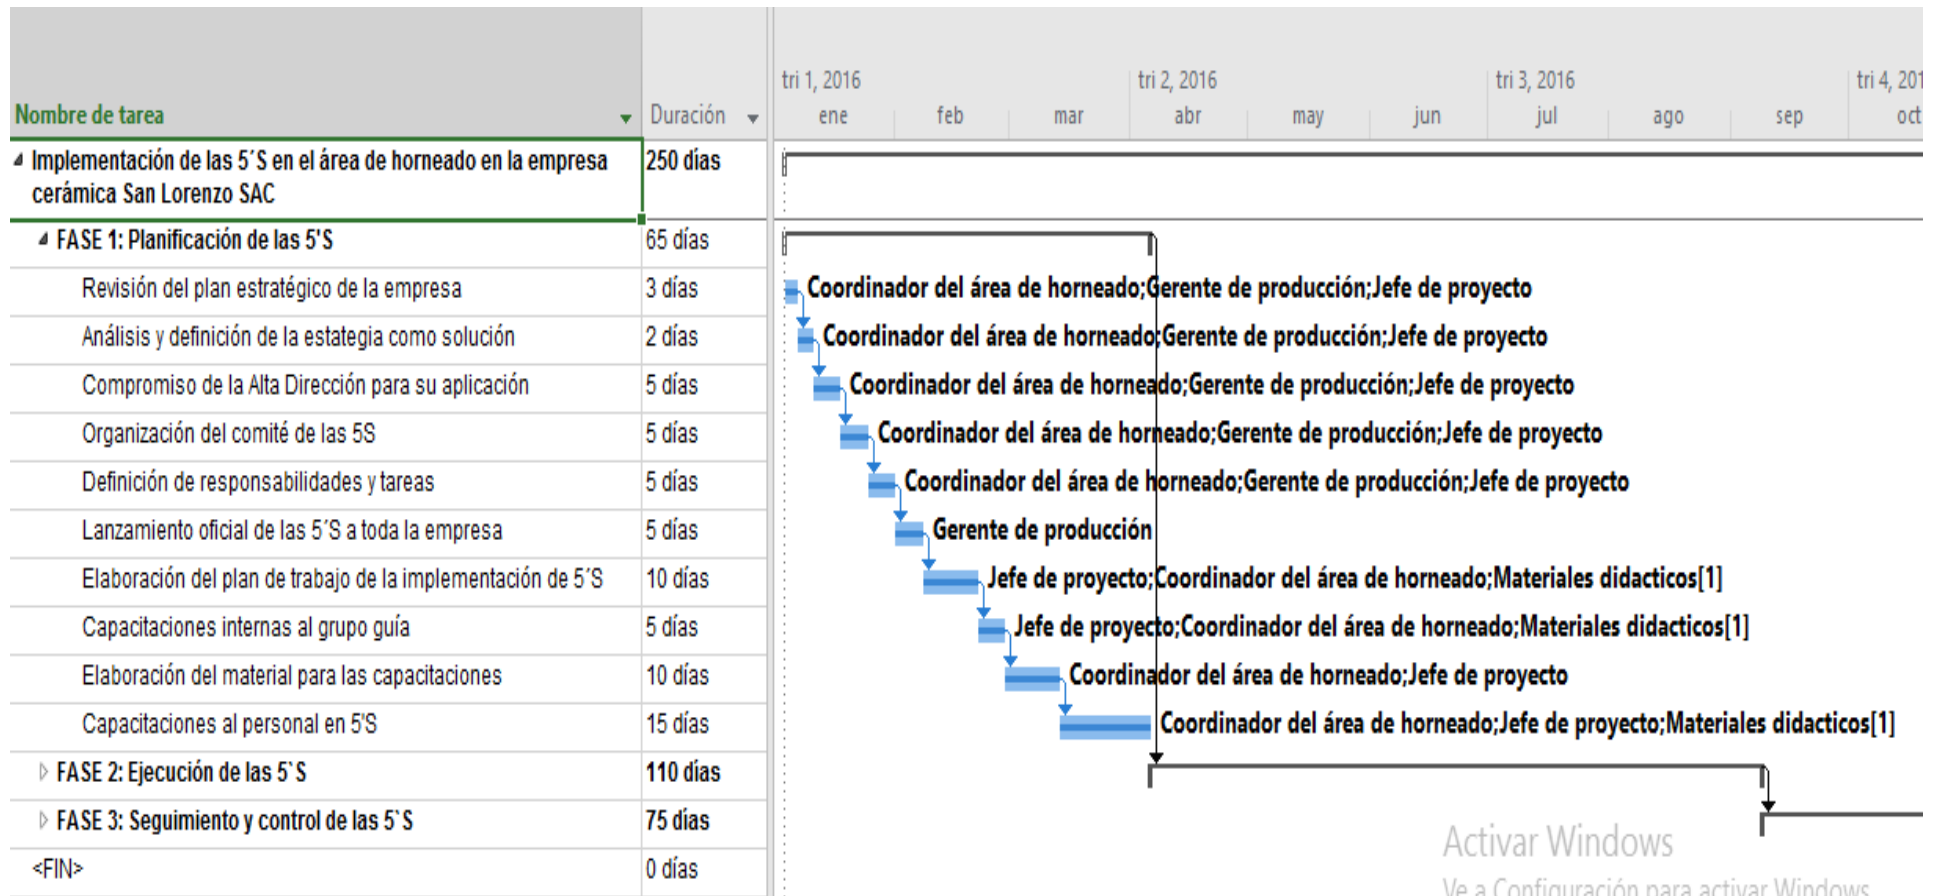 tri 1, 2016 tri 2, 2016 tri 3, 2016 tri 4, 201
Nombre de tarea Duración ene feb mar abr may jun jul ago sep oct
Implementación de las 5´S en el área de horneado en la empresa 250 días
cerámica San Lorenzo SAC
FASE 1: Planificación de las 5'S 65 días
Revisión del plan estratégico de la empresa 3 días Coordinador del área de horneado;Gerente de producción;Jefe de proyecto
Análisis y definición de la estategia como solución 2 días Coordinador del área de horneado;Gerente de producción;Jefe de proyecto
Compromiso de la Alta Dirección para su aplicación 5 días Coordinador del área de horneado;Gerente de producción;Jefe de proyecto
Organización del comité de las 5S 5 días Coordinador del área de horneado;Gerente de producción;Jefe de proyecto
Definición de responsabilidades y tareas 5 días Coordinador del área de horneado;Gerente de producción;Jefe de proyecto
Lanzamiento oficial de las 5´S a toda la empresa 5 días Gerente de producción
Elaboración del plan de trabajo de la implementación de 5´S 10 días Jefe de proyecto;Coordinador del área de horneado;Materiales didacticos[1]
Capacitaciones internas al grupo guía 5 días Jefe de proyecto;Coordinador del área de horneado;Materiales didacticos[1]
Elaboración del material para las capacitaciones 10 días Coordinador del área de horneado;Jefe de proyecto
Capacitaciones al personal en 5'S 15 días Coordinador del área de horneado;Jefe de proyecto;Materiales didacticos[1]
FASE 2: Ejecución de las 5`S 110 días
FASE 3: Seguimiento y control de las 5`S 75 días
Activar Windows
<FIN> 0 días
Ve a Configuración para activar Windows